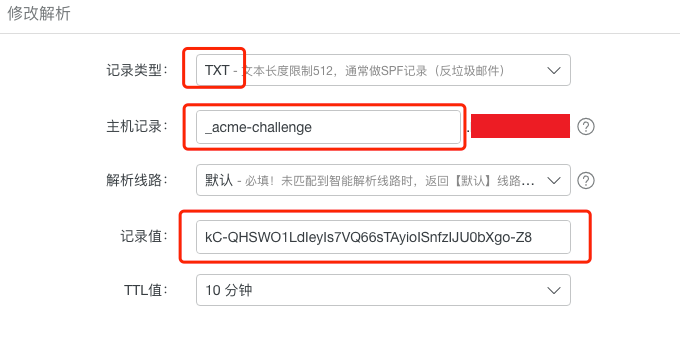 修改解析
记录类型： TXT - 文本长度限制512，通常做SPF记录（反垃圾邮件）
主机记录： _acme-challenge . ?
解析线路： 默认 - 必填！未匹配到智能解析线路时，返回【默认】线路... ?
记录值： kC-QHSWO1LdIeyIs7VQ66sTAyioISnfzIJU0bXgo-Z8
TTL值： 10 分钟